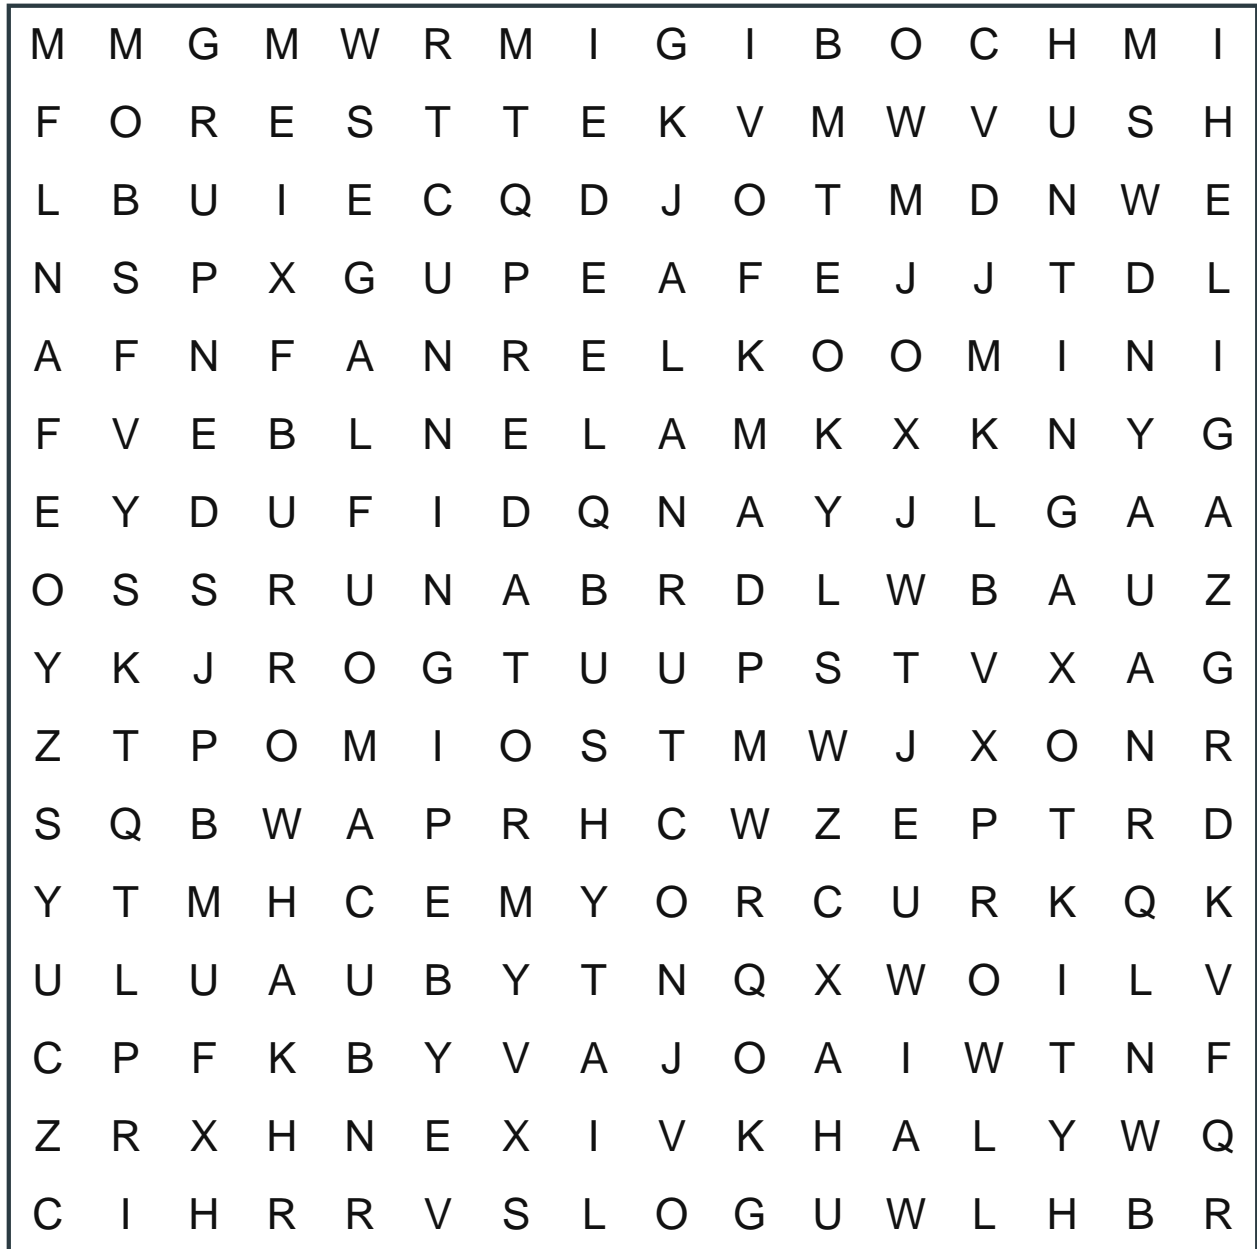 M M G M W R M I G I B O C H M I
F O R E S T T E K V M W V U S H
L B U I E C Q D J O T M D N W E
N S P X G U P E A F E J J T D L
A F N F A N R E L K O O M I N I
F V E B L N E L A M K X K N Y G
E Y D U F I D Q N A Y J L G A A
O S S R U N A B R D L W B A U Z
Y K J R O G T U U P S T V X A G
Z T P O M I O S T M W J X O N R
S Q B W A P R H C W Z E P T R D
Y T M H C E M Y O R C U R K Q K
U L U A U B Y T N Q X W O I L V
C P F K B Y V A J O A I W T N F
Z R X H N E X I V K H A L Y W Q
C I H R R V S L O G U W L H B R